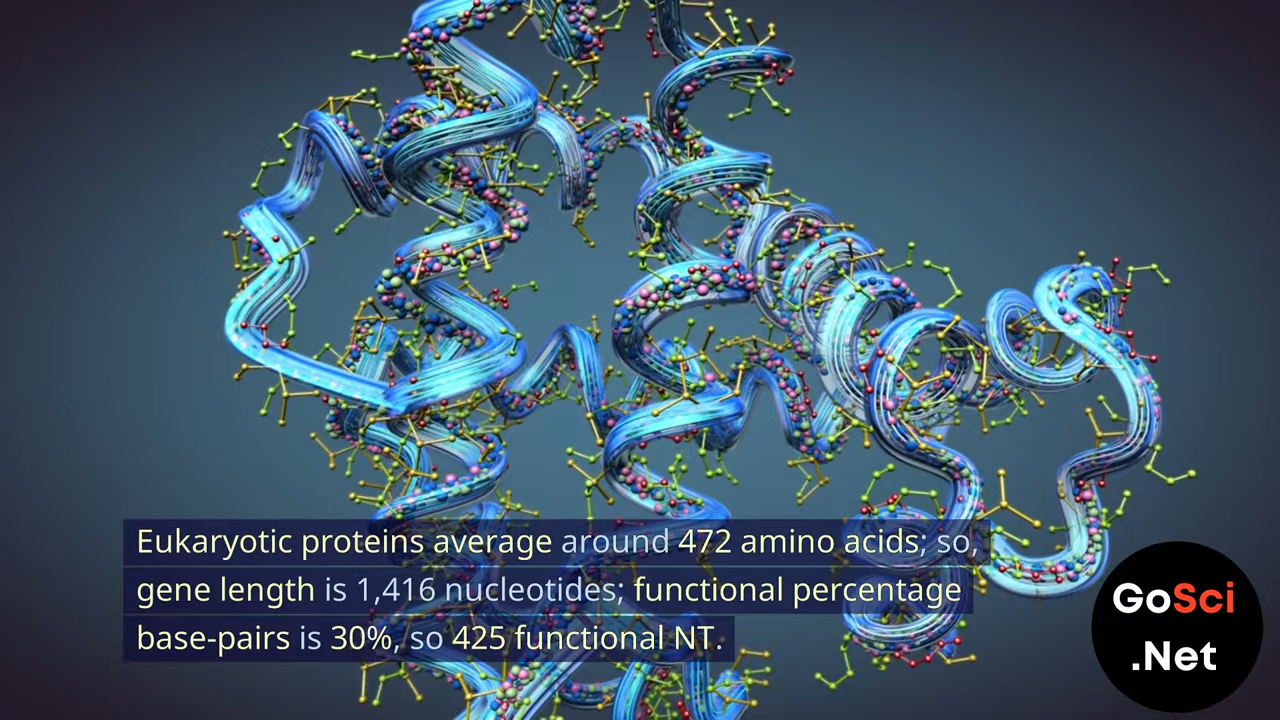 Eukaryotic proteins average around 472 amino acids; so,
gene length is 1,416 nucleotides; functional percentage
base-pairs is 30%, so 425 functional NT.
GoSci
.Net